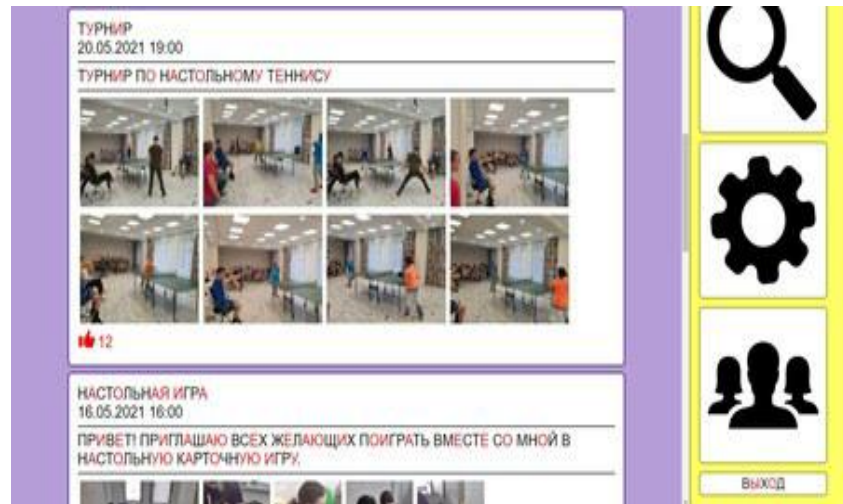 ТУРНИР
20.05.2021 19:00
ТУРНИР ПО НАСТОЛЬНОМУ ТЕННИСУ
12
НАСТОЛЬНАЯ ИГРА
16.05.2021 16:00
ПРИВЕТ! ПРИГЛАШАЮ ВСЕХ ЖЕЛАЮЩИХ ПОИГРАТЬ ВМЕСТЕ СО МНОЙ В
НАСТОЛЬНУЮ КАРТОЧНУЮ ИГРУ.
ВЫХОД